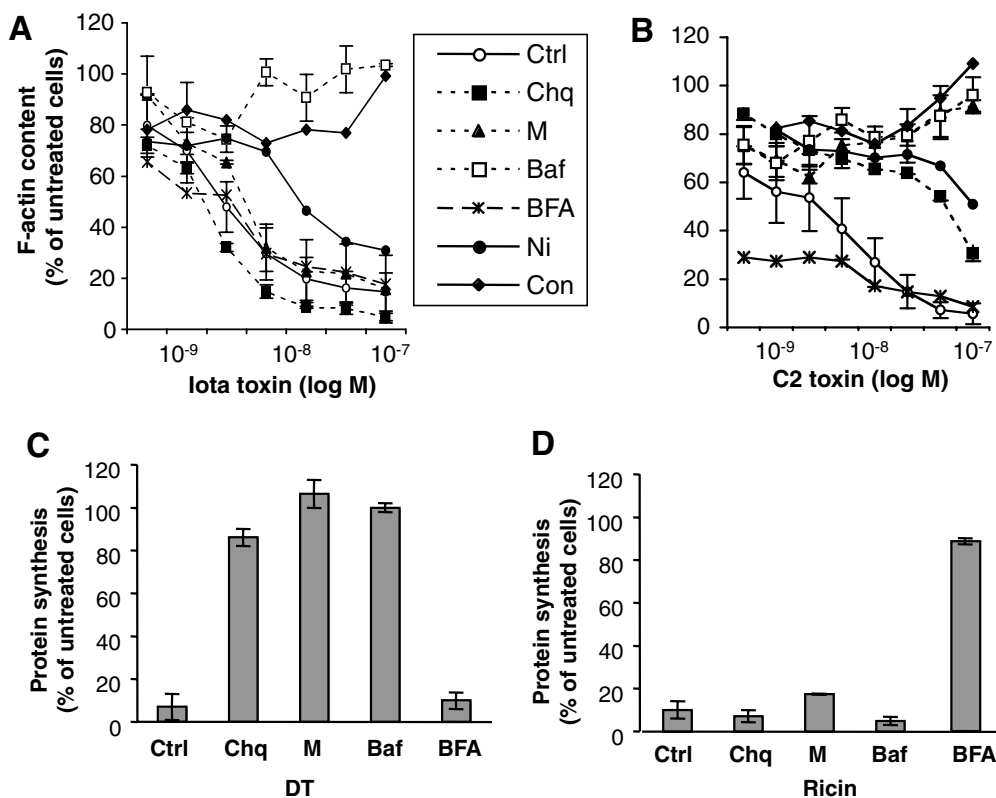 A
F-actin content
(% of untreated cells)
120
100
80
60
40
20
0
10-9
10-8
10-7
Iota toxin (log M)
Ctrl
Chq
M
Baf
BFA
Ni
Con
B
120
100
80
60
40
20
0
10-9
10-8
10-7
C2 toxin (log M)
C
Protein synthesis
(% of untreated cells)
120
100
80
60
40
20
0
Ctrl
Chq
M
Baf
BFA
DT
D
Protein synthesis
(% of untreated cells)
120
100
80
60
40
20
0
Ctrl
Chq
M
Baf
BFA
Ricin